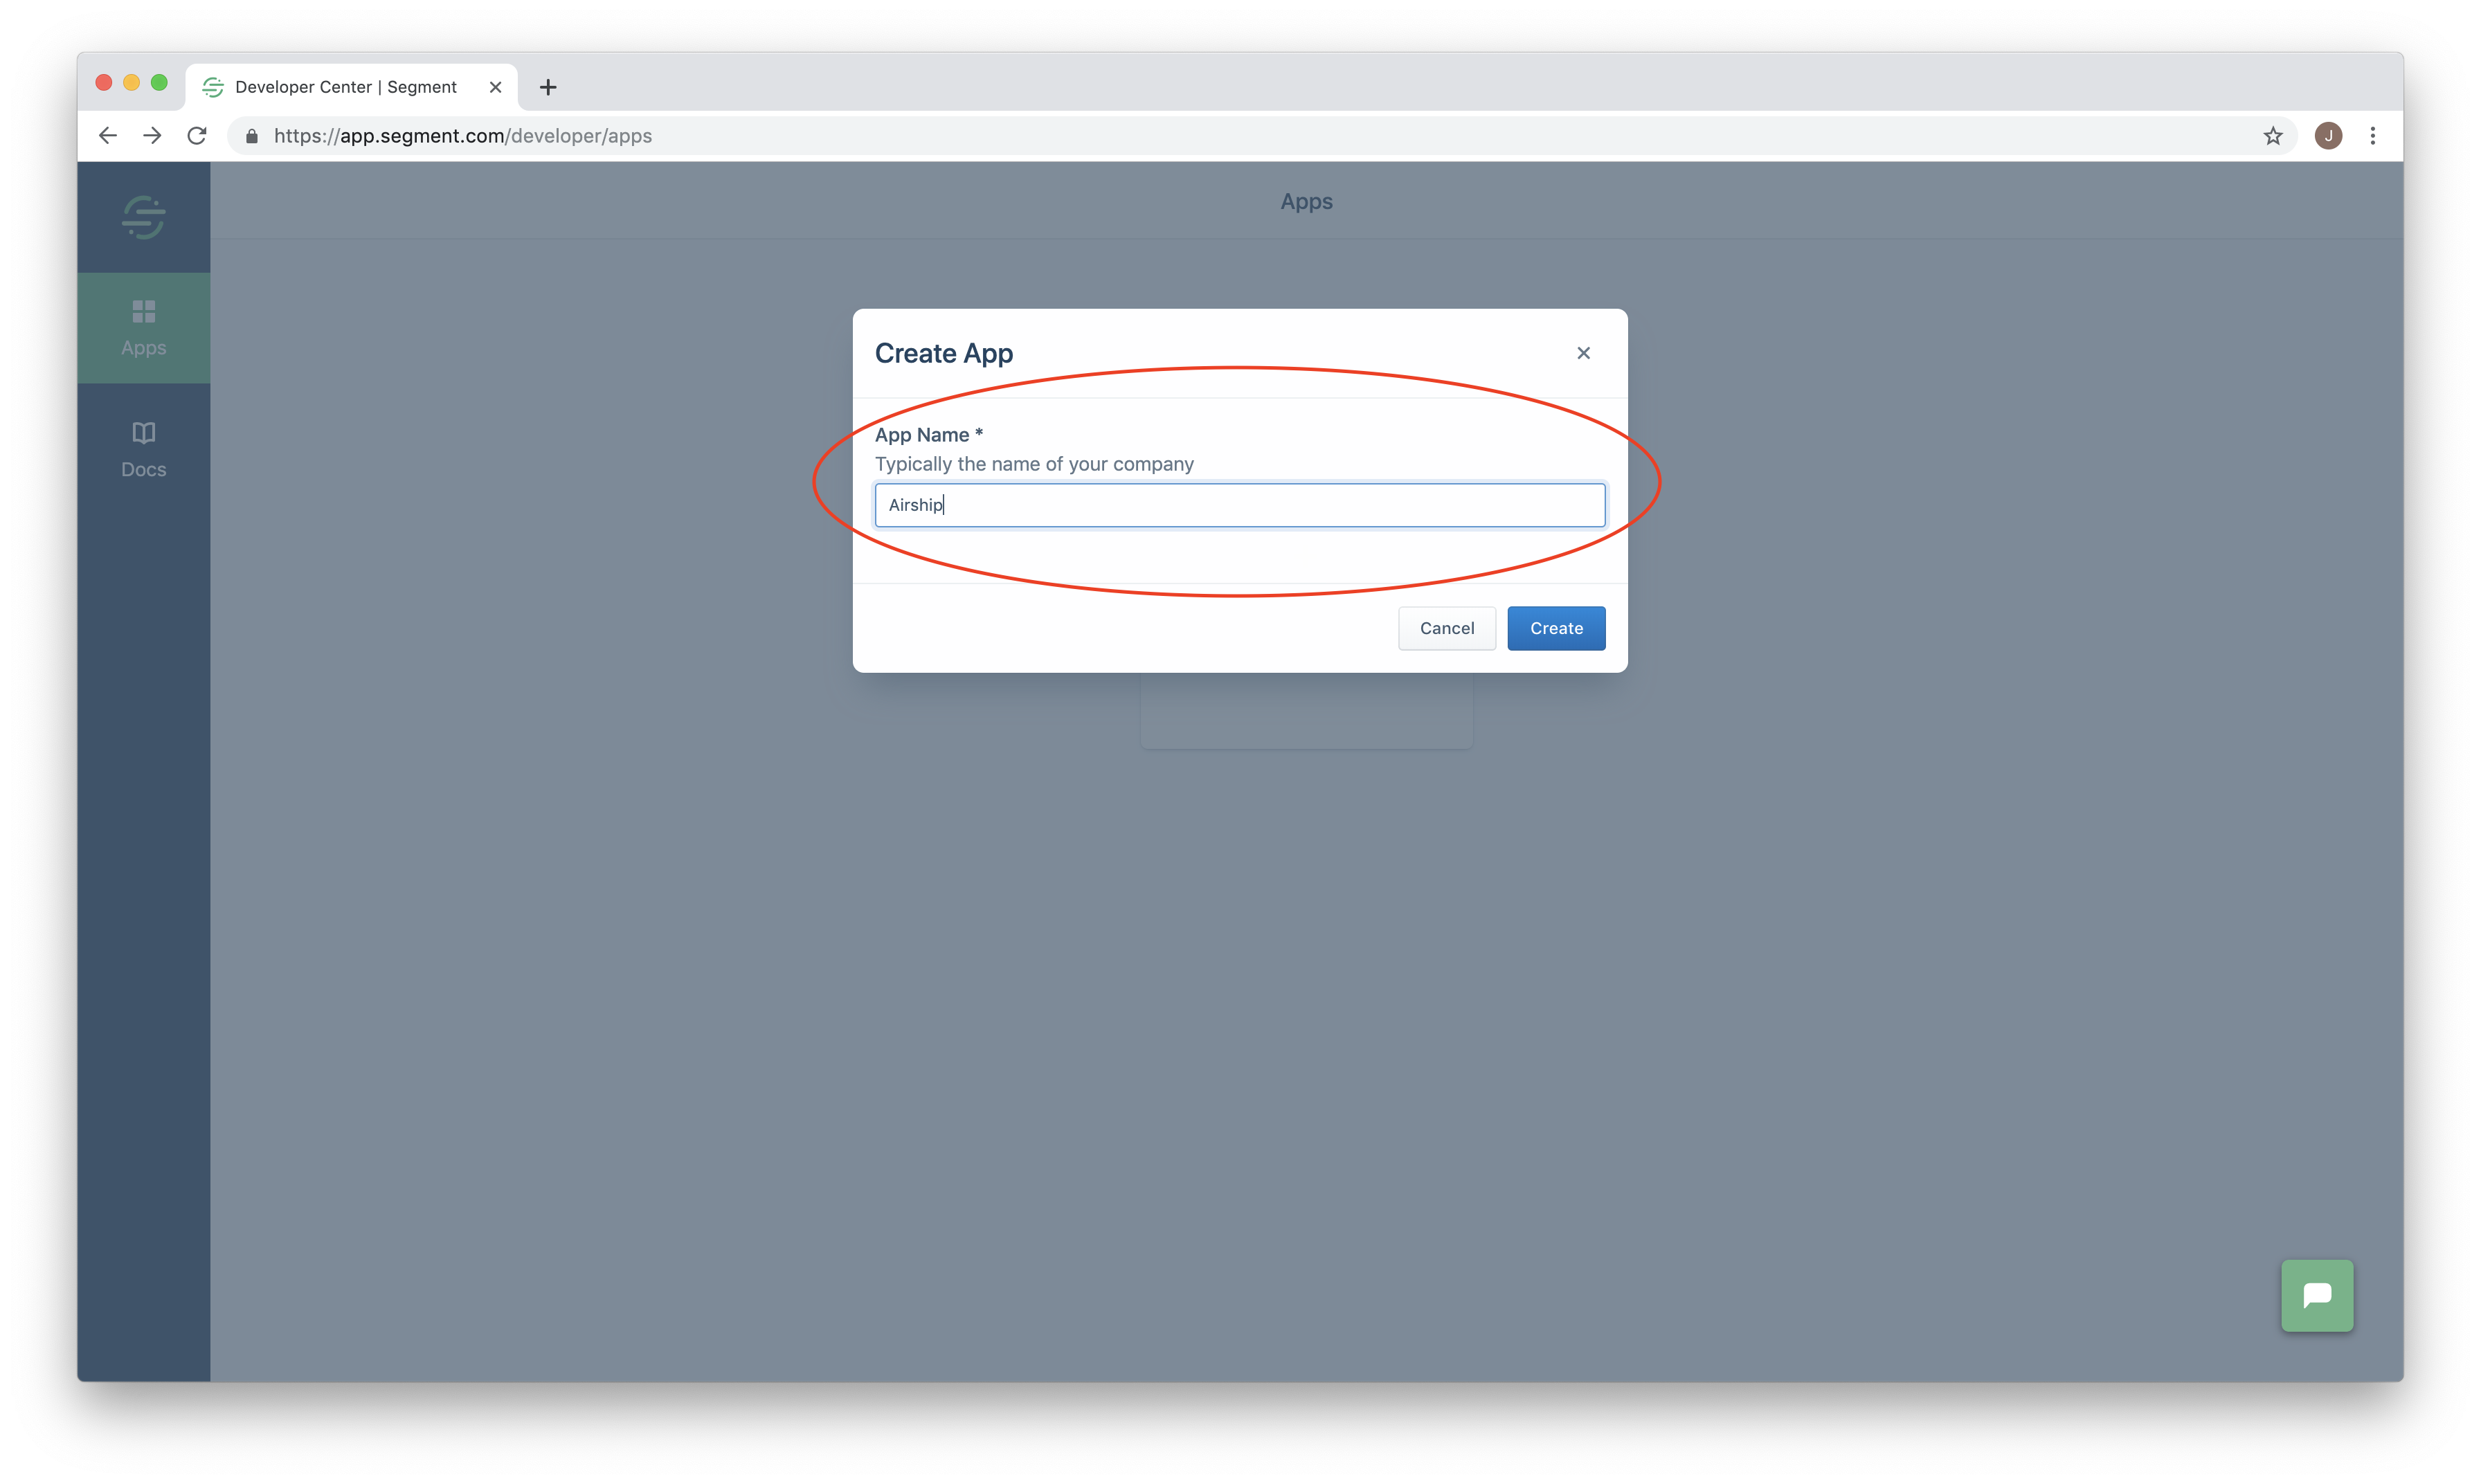 Developer Center | Segment
https://app.segment.com/developer/apps
J
Apps
Apps
Docs
Create App
App Name *
Typically the name of your company
Airship
Cancel
Create